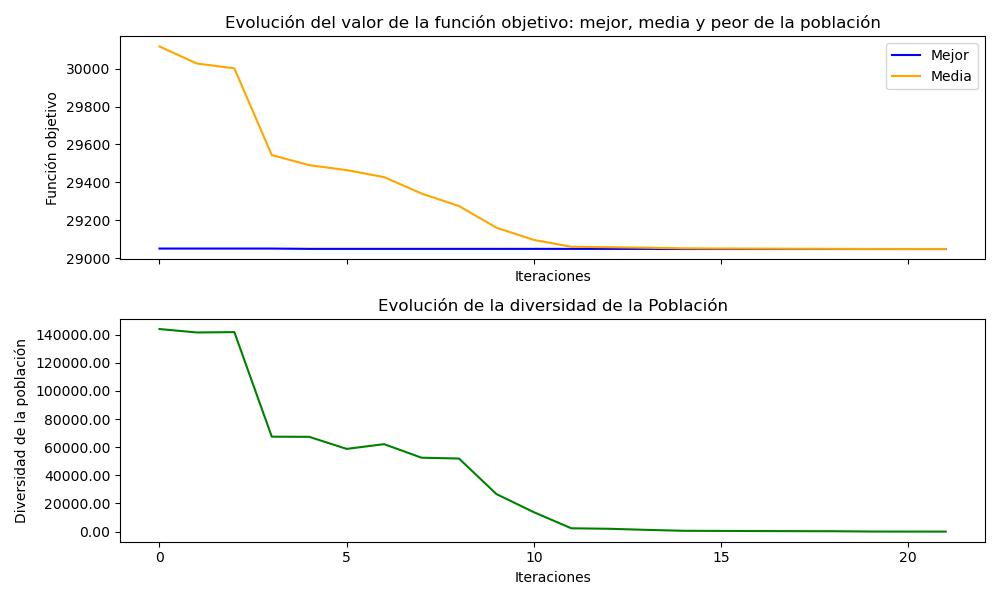 Evolución del valor de la función objetivo: mejor, media y peor de la población
Función objetivo
30000
29800
29600
29400
29200
29000
Mejor
Media
Iteraciones
Evolución de la diversidad de la Población
Diversidad de la población
140000.00
120000.00
100000.00
80000.00
60000.00
40000.00
20000.00
0.00
0 5 10 15 20
Iteraciones